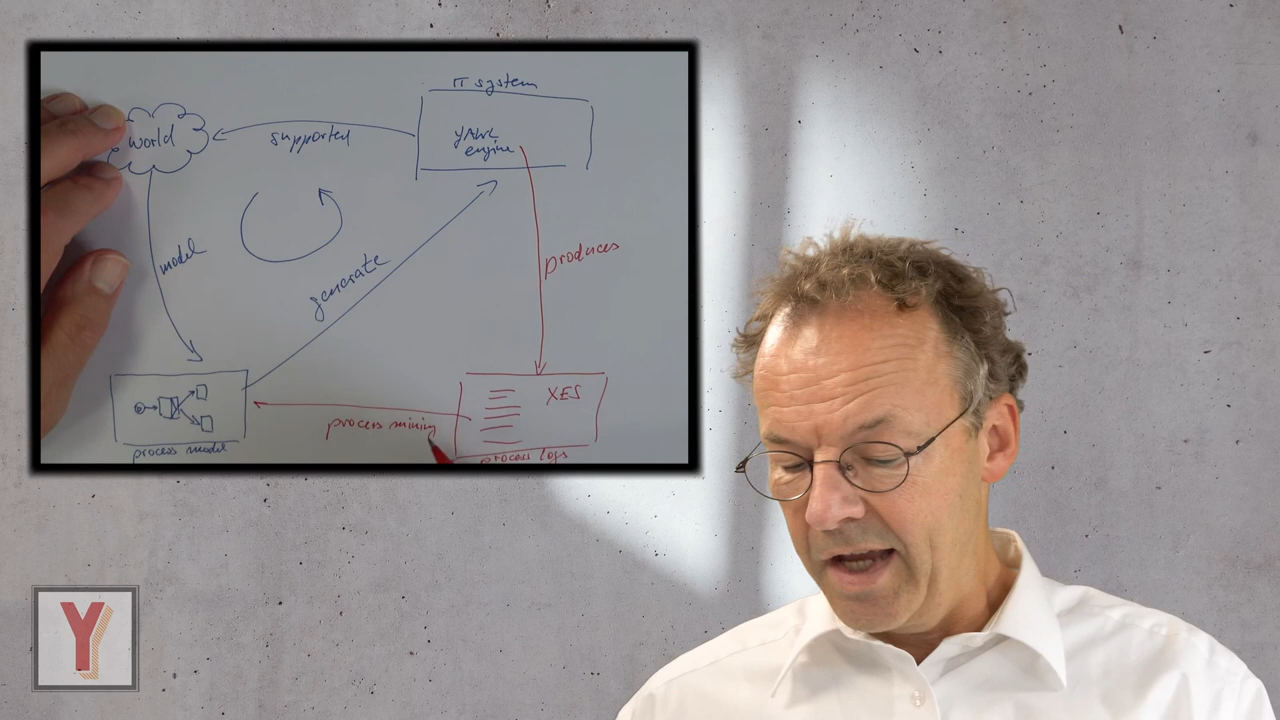 IT system
world
supported
YAWL
engine
model
generate
produces
XES
process mining
process model
process logs
Y